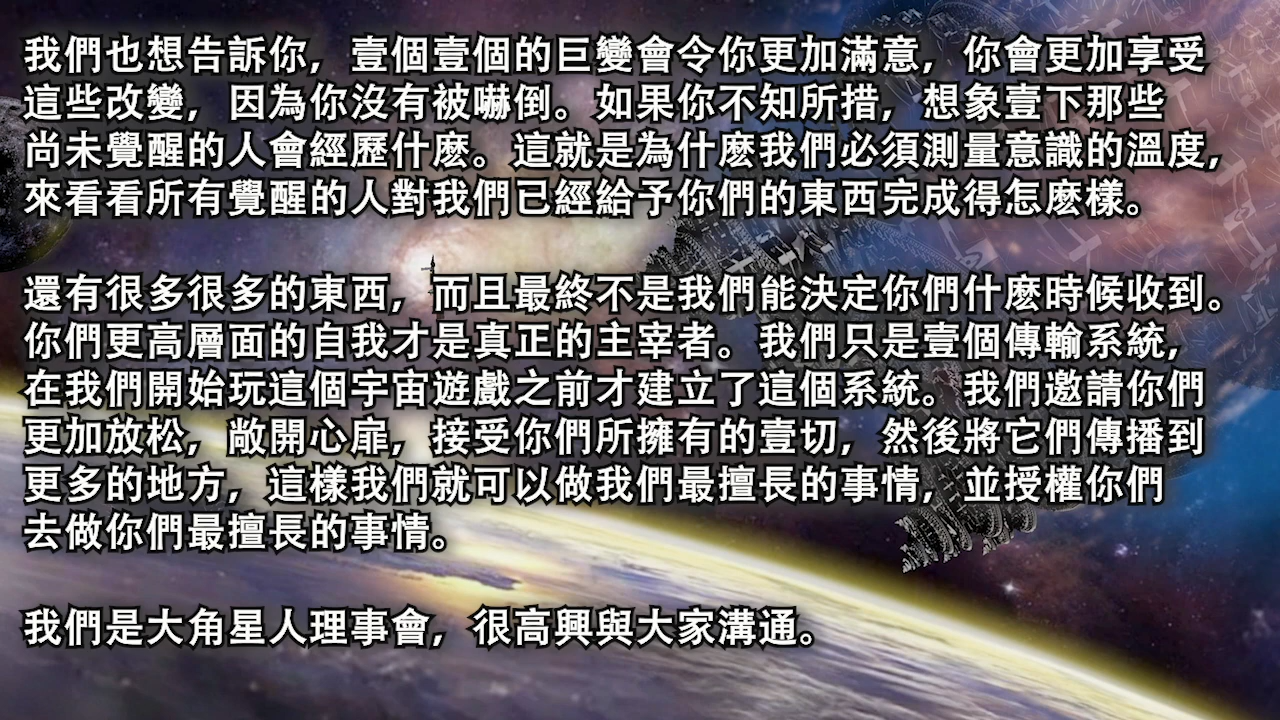 我們也想告訴你，壹個壹個的巨變會令你更加滿意，你會更加享受
這些改變，因為你沒有被嚇倒。如果你不知所措，想象壹下那些
尚未覺醒的人會經歷什麽。這就是為什麽我們必須測量意識的溫度，
來看看所有覺醒的人對我們已經給予你們的東西完成得怎麽樣。
還有很多很多的東西，而且最終不是我們能決定你們什麽時候收到。
你們更高層面的自我才是真正的主宰者。我們只是壹個傳輸系統，
在我們開始玩這個宇宙遊戲之前才建立了這個系統。我們邀請你們
更加放松，敞開心扉，接受你們所擁有的壹切，然後將它們傳播到
更多的地方，這樣我們就可以做我們最擅長的事情，並授權你們
去做你們最擅長的事情。
我們是大角星人理事會，很高興與大家溝通。